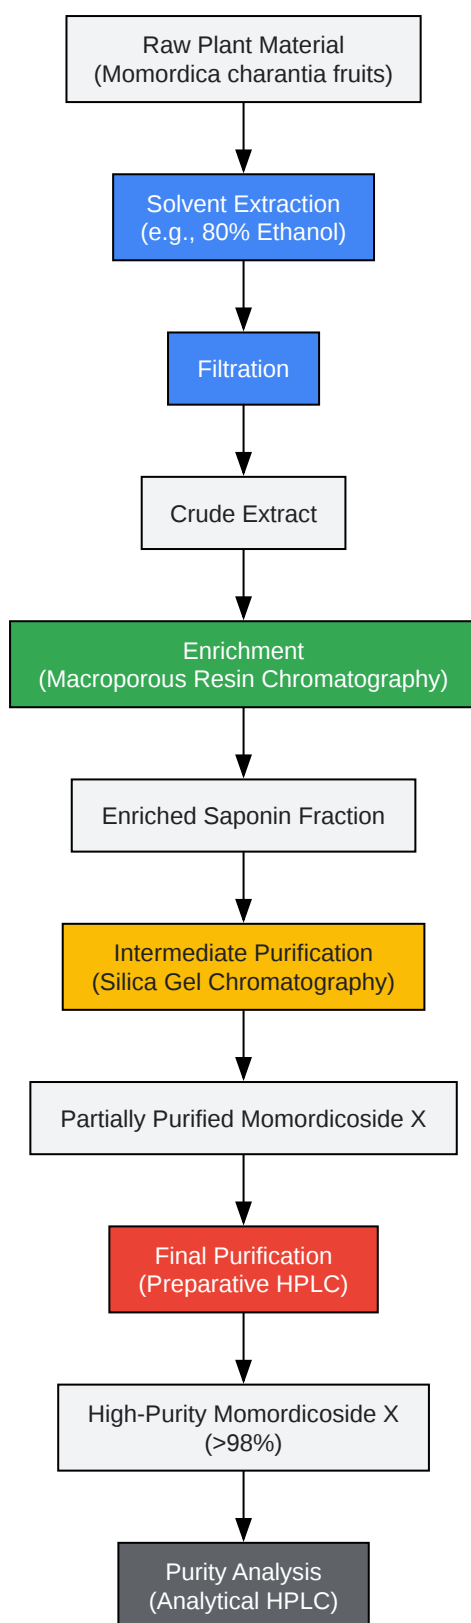 Raw Plant Material
(Momordica charantia fruits)
Solvent Extraction
(e.g., 80% Ethanol)
Filtration
Crude Extract
Enrichment
(Macroporous Resin Chromatography)
Enriched Saponin Fraction
Intermediate Purification
(Silica Gel Chromatography)
Partially Purified Momordicoside X
Final Purification
(Preparative HPLC)
High-Purity Momordicoside X
(>98%)
Purity Analysis
(Analytical HPLC)